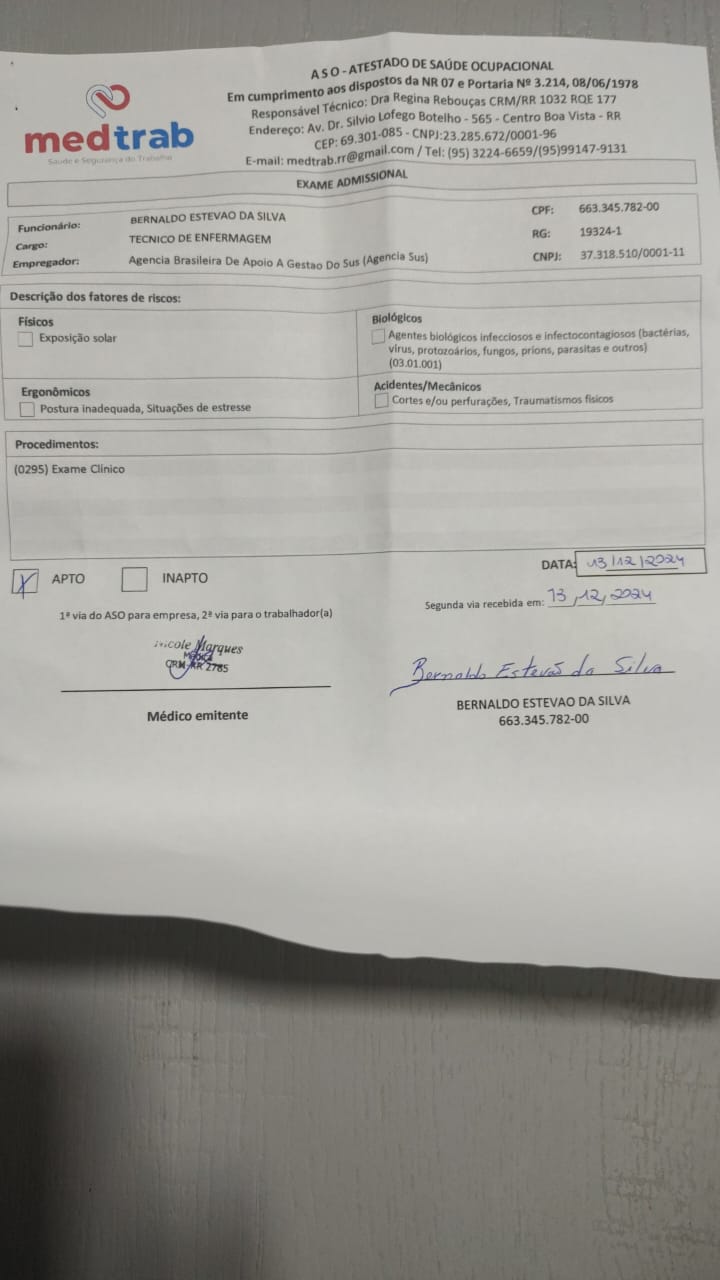 medtrab
Saúde e Segurança do Trabalho
ASO - ATESTADO DE SAÚDE OCUPACIONAL
Em cumprimento aos dispostos da NR 07 e Portaria Nº 3.214, 08/06/1978
Responsável Técnico: Dra Regina Rebouças CRM/RR 1032 RQE 177
Endereço: Av. Dr. Silvio Lofego Botelho - 565 - Centro Boa Vista - RR
CEP: 69.301-085 - CNPJ:23.285.672/0001-96
E-mail: medtrab.rr@gmail.com / Tel: (95) 3224-6659/(95)99147-9131
EXAME ADMISSIONAL
Funcionário: BERNALDO ESTEVAO DA SILVA CPF: 663.345.782-00
Cargo: TECNICO DE ENFERMAGEM RG: 19324-1
Empregador: Agencia Brasileira De Apoio A Gestao Do Sus (Agencia Sus) CNPJ: 37.318.510/0001-11
Descrição dos fatores de riscos:
Físicos
Exposição solar
Biológicos
Agentes biológicos infecciosos e infectocontagiosos (bactérias,
vírus, protozoários, fungos, príons, parasitas e outros)
(03.01.001)
Ergonômicos
Postura inadequada, Situações de estresse
Acidentes/Mecânicos
Cortes e/ou perfurações, Traumatismos físicos
Procedimentos:
(0295) Exame Clínico
X APTO INAPTO
DATA: 13/12/2024
1ª via do ASO para empresa, 2ª via para o trabalhador(a)
Segunda via recebida em: 13/12/2024
Nicole Marques
Médica
CRM-RR 2785
Médico emitente
Bernaldo Estevão da Silva
BERNALDO ESTEVAO DA SILVA
663.345.782-00